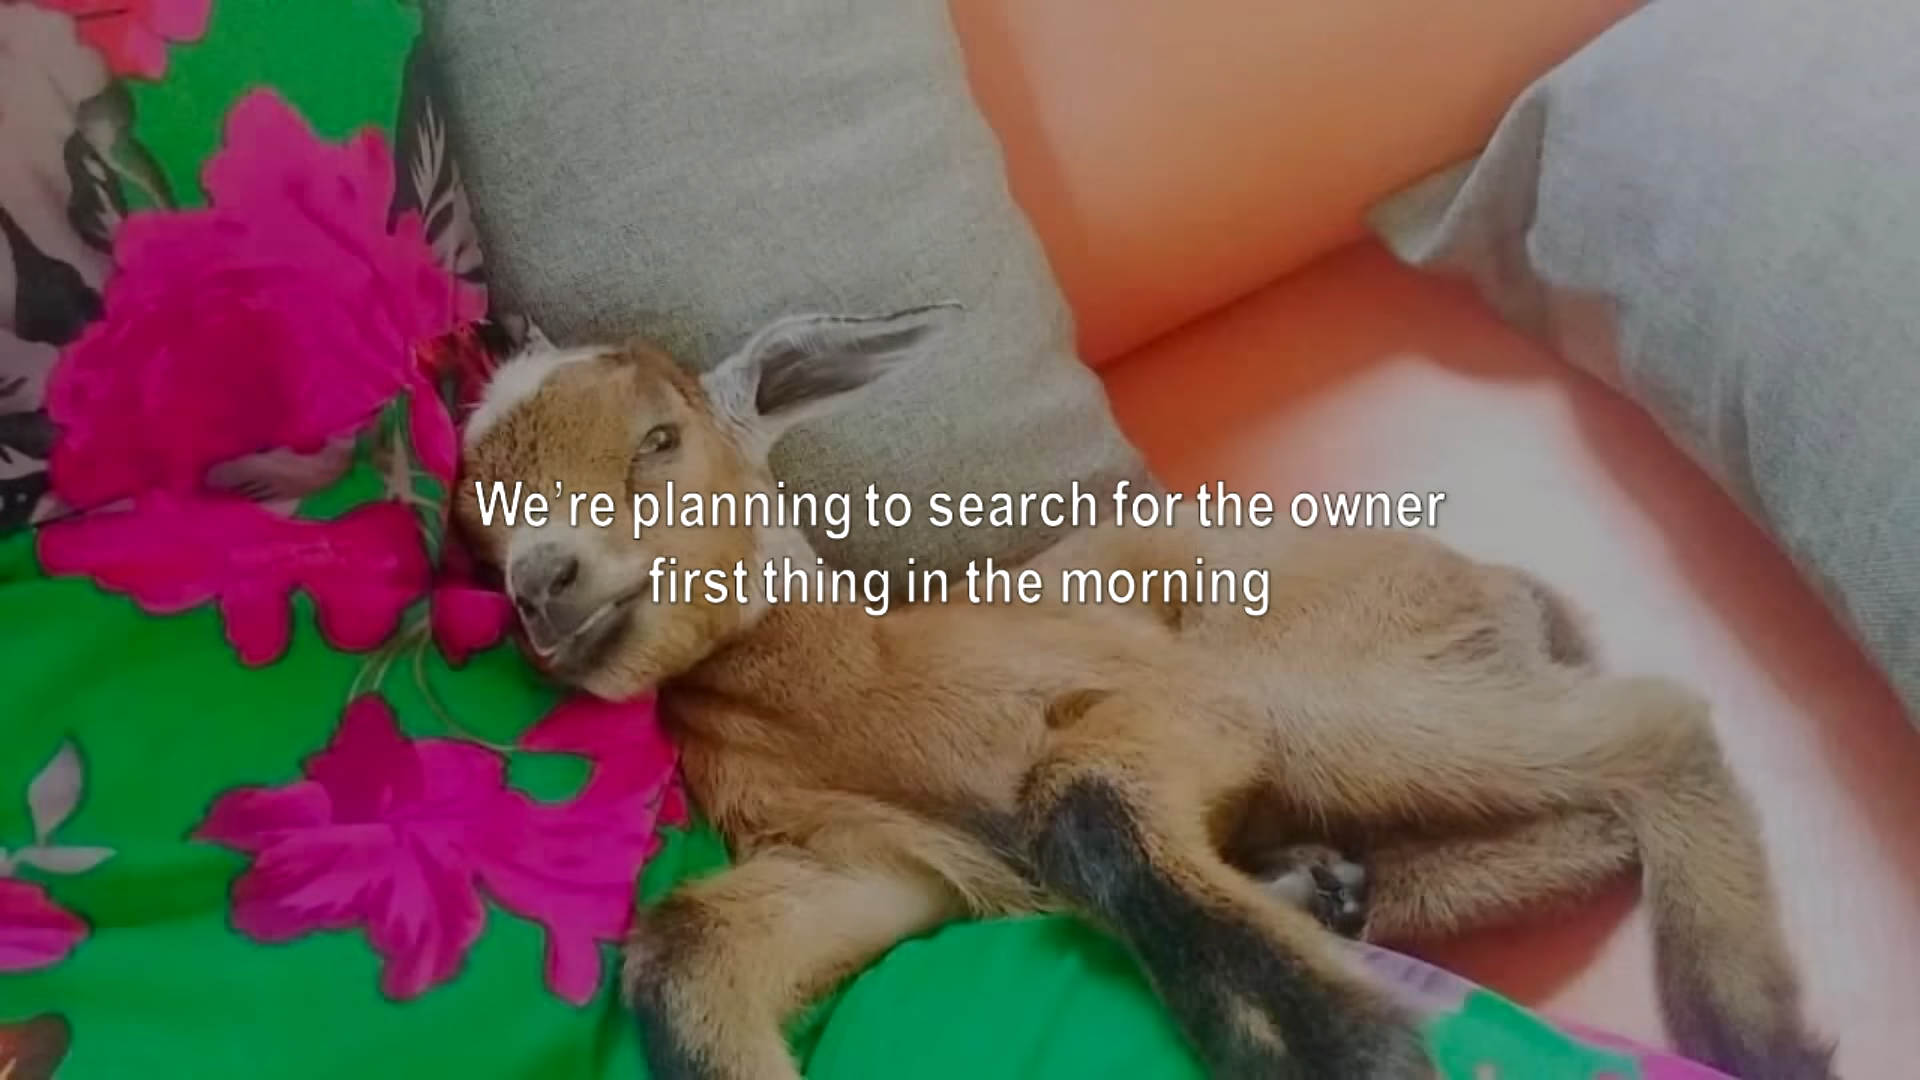 We’re planning to search for the owner
first thing in the morning